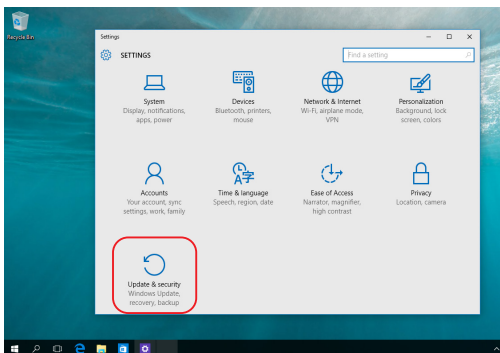 Recycle Bin
Settings
SETTINGS
Find a setting
System
Display, notifications,
apps, power
Devices
Bluetooth, printers,
mouse
Network & Internet
Wi-Fi, airplane mode,
VPN
Personalization
Background, lock
screen, colors
Accounts
Your account, sync
settings, work, family
Time & language
Speech, region, date
Ease of Access
Narrator, magnifier,
high contrast
Privacy
Location, camera
Update & security
Windows Update,
recovery, backup